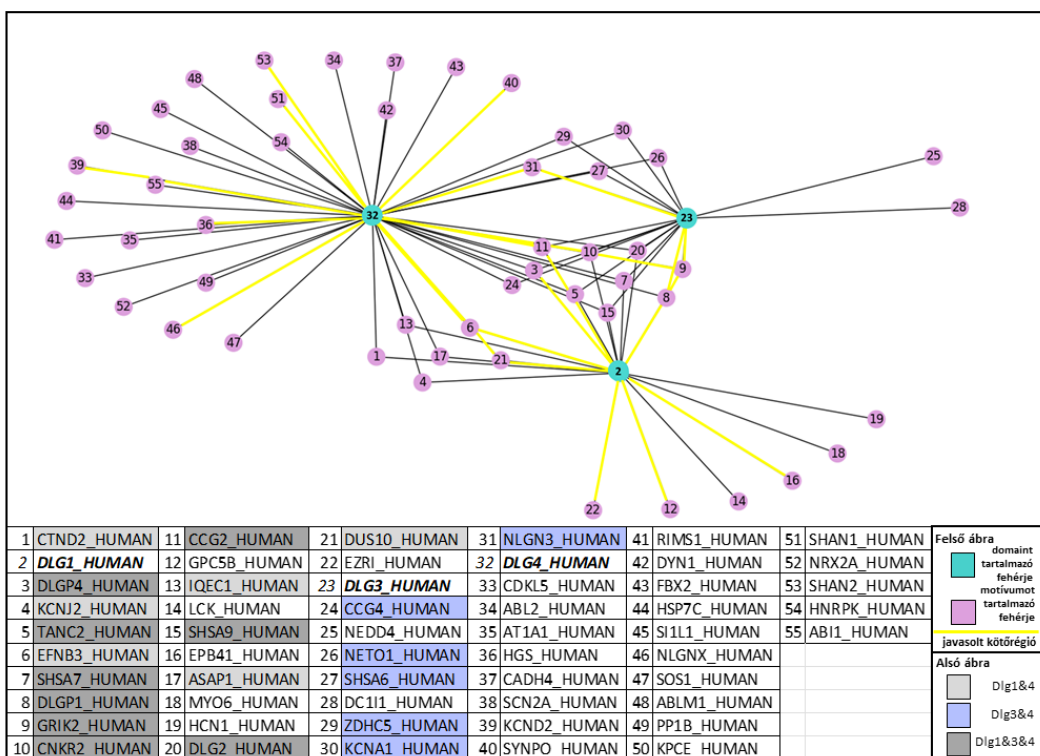 53
34
37
43
48
40
51
45
42
50
54
29
30
38
26
25
39
31
27
55
44
28
32
23
36
41
35
11
10
20
3
9
33
49
24
7
5
8
52
15
13
6
46
47
1
17
21
2
4
19
18
16
14
22
12
1 CTND2_HUMAN 11 CCG2_HUMAN 21 DUS10_HUMAN 31 NLGN3_HUMAN 41 RIMS1_HUMAN 51 SHAN1_HUMAN
2 DLG1_HUMAN 12 GPC5B_HUMAN 22 EZRI_HUMAN 32 DLG4_HUMAN 42 DYN1_HUMAN 52 NRX2A_HUMAN
3 DLGP4_HUMAN 13 IQEC1_HUMAN 23 DLG3_HUMAN 33 CDKL5_HUMAN 43 FBX2_HUMAN 53 SHAN2_HUMAN
4 KCNJ2_HUMAN 14 LCK_HUMAN 24 CCG4_HUMAN 34 ABL2_HUMAN 44 HSP7C_HUMAN 54 HNRPK_HUMAN
5 TANC2_HUMAN 15 SHSA9_HUMAN 25 NEDD4_HUMAN 35 AT1A1_HUMAN 45 SI1L1_HUMAN 55 ABI1_HUMAN
6 EFNB3_HUMAN 16 EPB41_HUMAN 26 NETO1_HUMAN 36 HGS_HUMAN 46 NLGNX_HUMAN
7 SHSA7_HUMAN 17 ASAP1_HUMAN 27 SHSA6_HUMAN 37 CADH4_HUMAN 47 SOS1_HUMAN
8 DLGP1_HUMAN 18 MYO6_HUMAN 28 DC1I1_HUMAN 38 SCN2A_HUMAN 48 ABLM1_HUMAN
9 GRIK2_HUMAN 19 HCN1_HUMAN 29 ZDHC5_HUMAN 39 KCND2_HUMAN 49 PP1B_HUMAN
10 CNKR2_HUMAN 20 DLG2_HUMAN 30 KCNA1_HUMAN 40 SYNPO_HUMAN 50 KPCE_HUMAN
Felső ábra
domaint
tartalmazó
fehérje
motívumot
tartalmazó
fehérje
javasolt kötőrégió
Alsó ábra
Dlg1&4
Dlg3&4
Dlg1&3&4